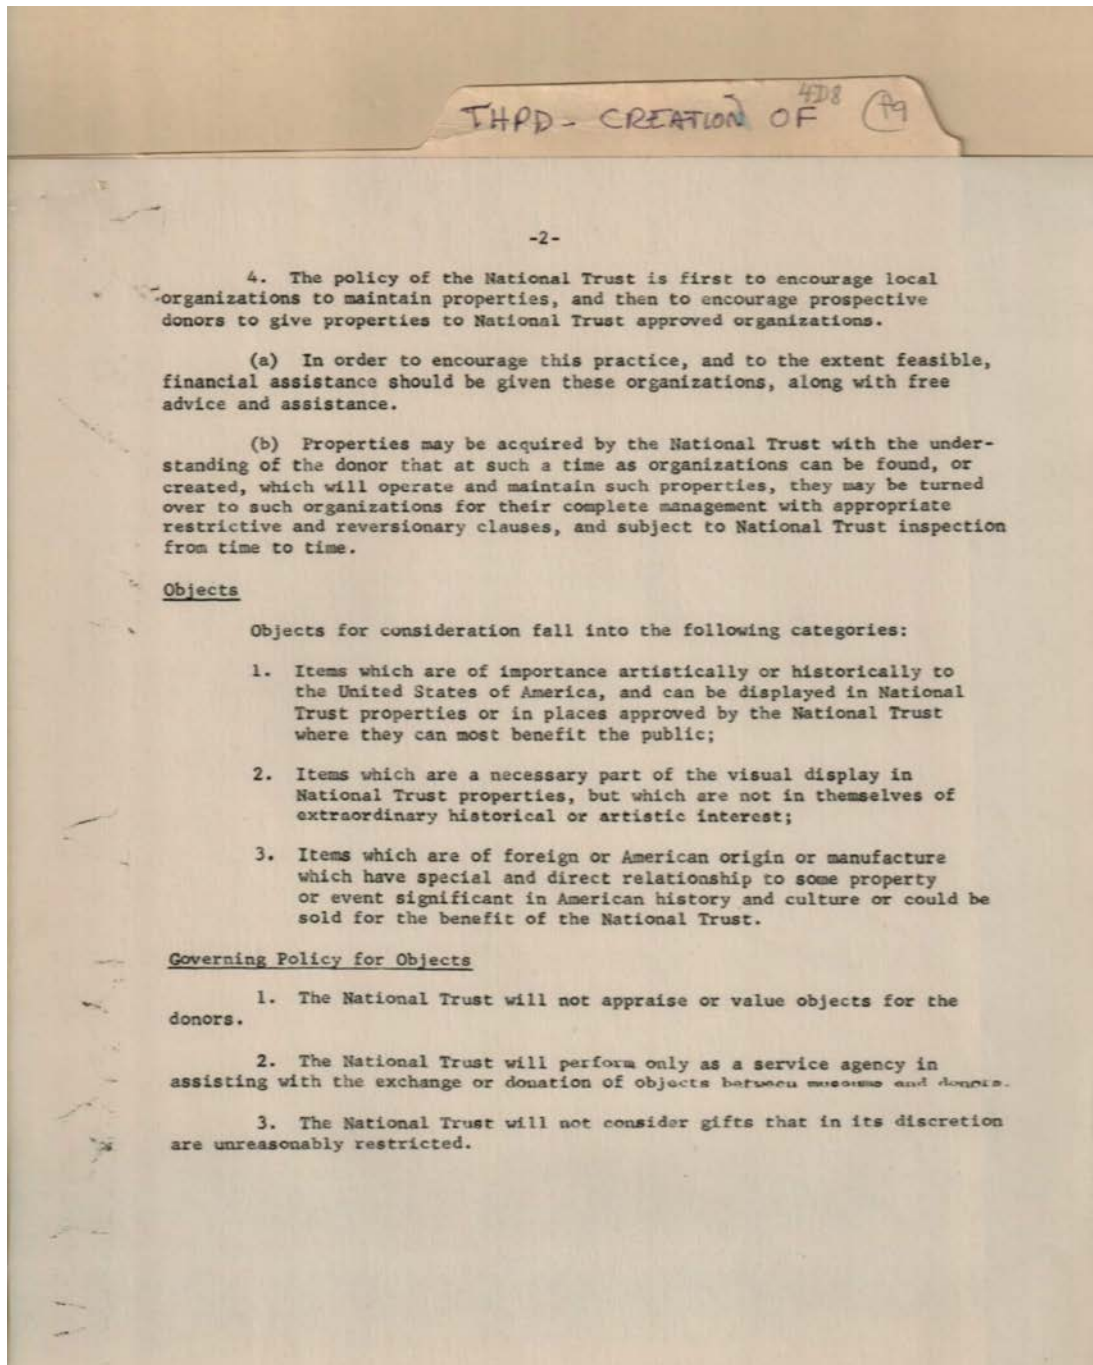 THPD - CREATION OF 4D8
-2-
4. The policy of the National Trust is first to encourage local
organizations to maintain properties, and then to encourage prospective
donors to give properties to National Trust approved organizations.
(a) In order to encourage this practice, and to the extent feasible,
financial assistance should be given these organizations, along with free
advice and assistance.
(b) Properties may be acquired by the National Trust with the under-
standing of the donor that at such a time as organizations can be found, or
created, which will operate and maintain such properties, they may be turned
over to such organizations for their complete management with appropriate
restrictive and reversionary clauses, and subject to National Trust inspection
from time to time.
Objects
Objects for consideration fall into the following categories:
1. Items which are of importance artistically or historically to
the United States of America, and can be displayed in National
Trust properties or in places approved by the National Trust
where they can most benefit the public;
2. Items which are a necessary part of the visual display in
National Trust properties, but which are not in themselves of
extraordinary historical or artistic interest;
3. Items which are of foreign or American origin or manufacture
which have special and direct relationship to some property
or event significant in American history and culture or could be
sold for the benefit of the National Trust.
Governing Policy for Objects
1. The National Trust will not appraise or value objects for the
donors.
2. The National Trust will perform only as a service agency in
assisting with the exchange or donation of objects between museums and donors.
3. The National Trust will not consider gifts that in its discretion
are unreasonably restricted.